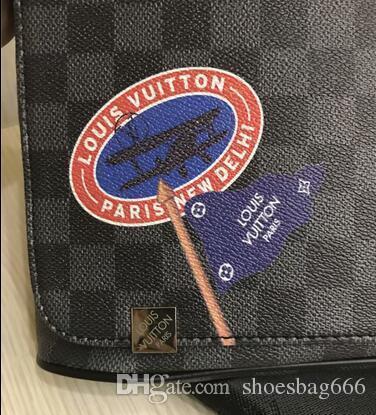 LOUIS VUITTON
PARIS NEW DELHI
LOUIS
VUITTON
PARIS
LOUIS
VUITTON
PARIS
DHgate.com shoesbag666